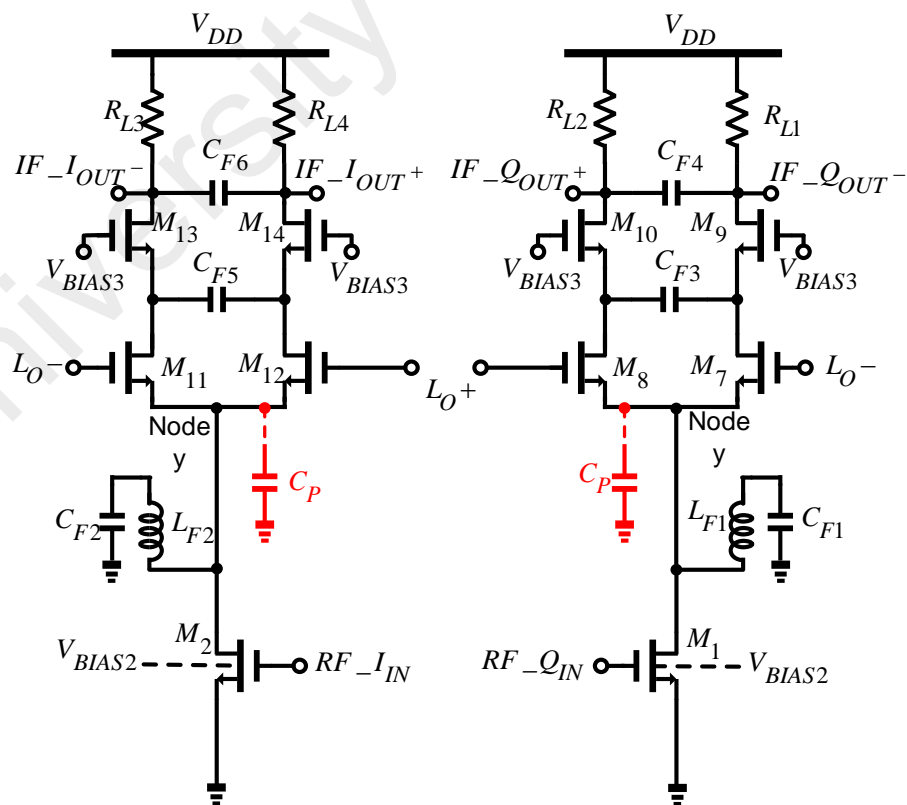 V_DD V_DD
R_L3 R_L4 R_L2 R_L1
C_F6 C_F4
IF_I_OUT− IF_I_OUT+ IF_Q_OUT+ IF_Q_OUT−
M_13 M_14 M_10 M_9
V_BIAS3 V_BIAS3 V_BIAS3 V_BIAS3
C_F5 C_F3
L_O− M_11 M_12 L_O+ M_8 M_7 L_O−
Node y Node y
C_P C_P
C_F2 L_F2 L_F1 C_F1
M_2 M_1
V_BIAS2 RF_I_IN RF_Q_IN V_BIAS2
University